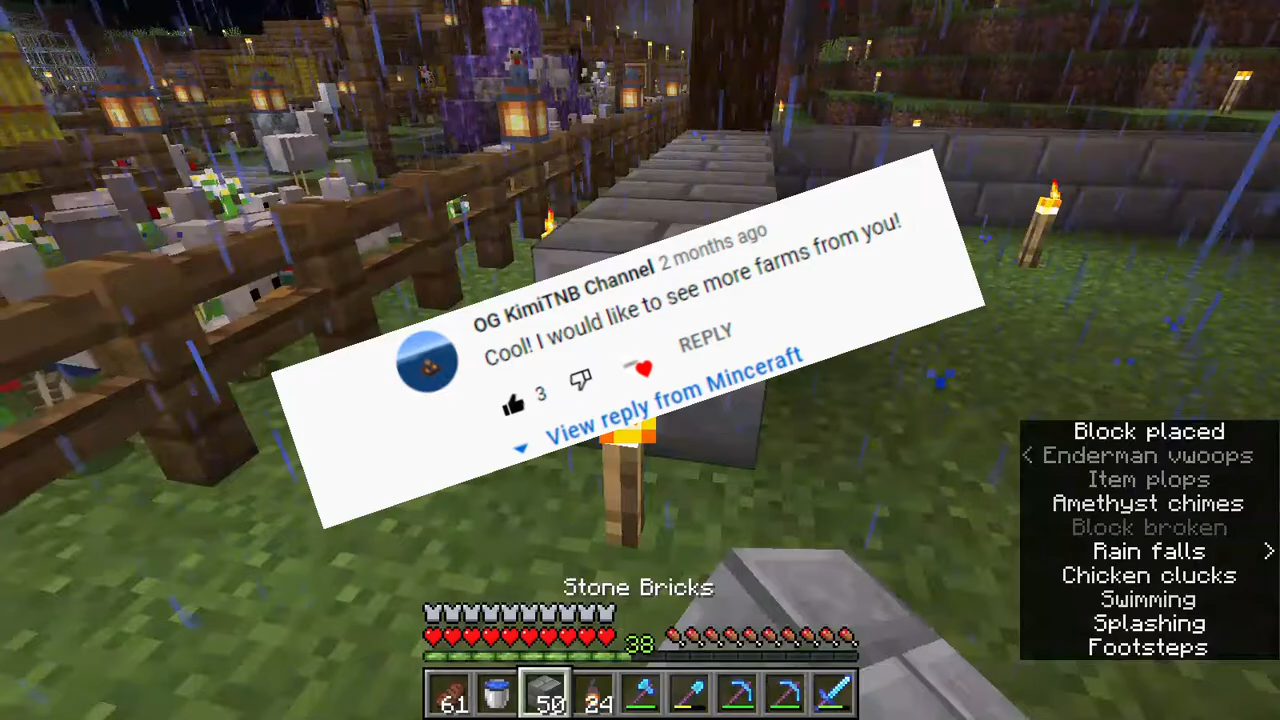 OG KimiTNB Channel 2 months ago
Cool! I would like to see more farms from you!
3 REPLY
View reply from Minceraft
Block placed
< Enderman vwoops
Item plops
Amethyst chimes
Block broken
Rain falls >
Chicken clucks
Swimming
Splashing
Footsteps
Stone Bricks
38
61 50 24